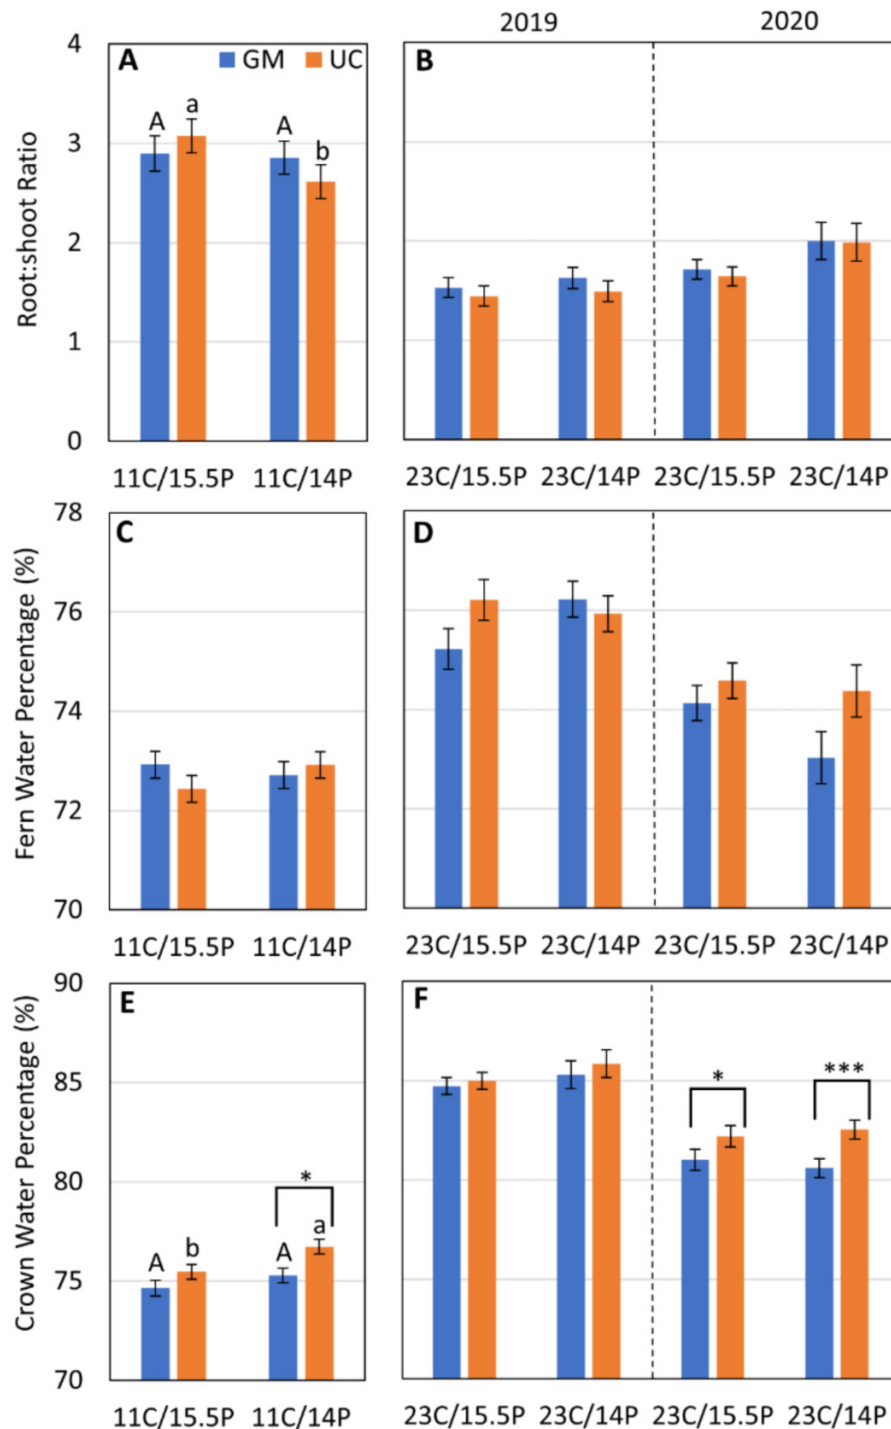 2019 2020
4
A GM UC B
3
A a A b
2
1
0
Root:shoot Ratio
11C/15.5P 11C/14P 23C/15.5P 23C/14P 23C/15.5P 23C/14P
78
C D
76
74
72
70
Fern Water Percentage (%)
11C/15.5P 11C/14P 23C/15.5P 23C/14P 23C/15.5P 23C/14P
90
E F
85
* ***
80
*
A b A a
75
70
Crown Water Percentage (%)
11C/15.5P 11C/14P 23C/15.5P 23C/14P 23C/15.5P 23C/14P